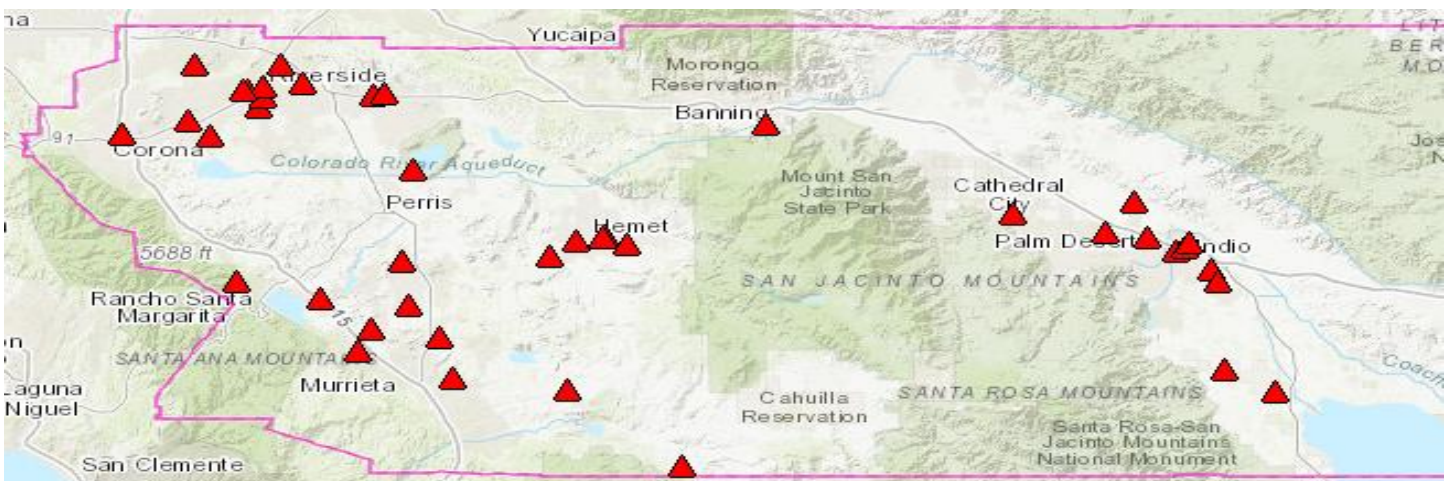 Yucaipa
Riverside
Morongo
Reservation
Banning
91
Corona
Colorado River Aqueduct
Mount San
Jacinto
State Park
Cathedral
City
Perris
Hemet
Palm Desert
Indio
5688 ft
SAN JACINTO MOUNTAINS
Rancho Santa
Margarita
15
SANTA ANA MOUNTAINS
Murrieta
Laguna
Niguel
Cahuilla
Reservation
SANTA ROSA MOUNTAINS
Santa Rosa-San
Jacinto Mountains
National Monument
San Clemente